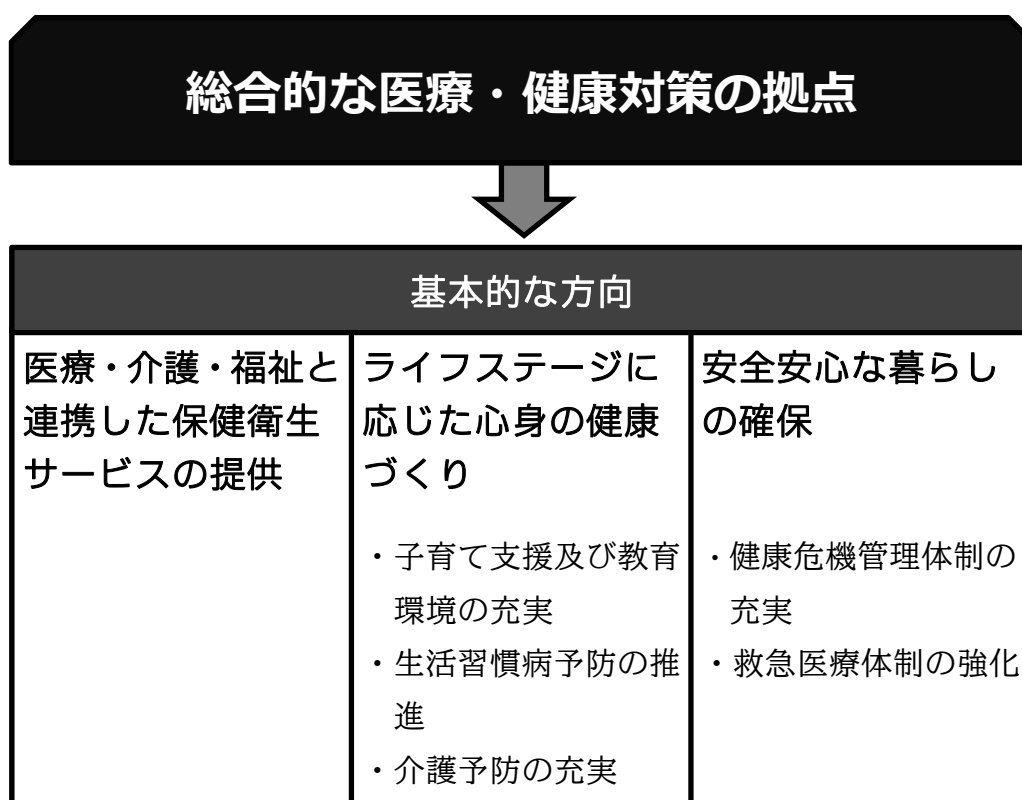 総合的な医療・健康対策の拠点
基本的な方向
医療・介護・福祉と
連携した保健衛生
サービスの提供
ライフステージに
応じた心身の健康
づくり
・子育て支援及び教育
環境の充実
・生活習慣病予防の推
進
・介護予防の充実
安全安心な暮らし
の確保
・健康危機管理体制の
充実
・救急医療体制の強化